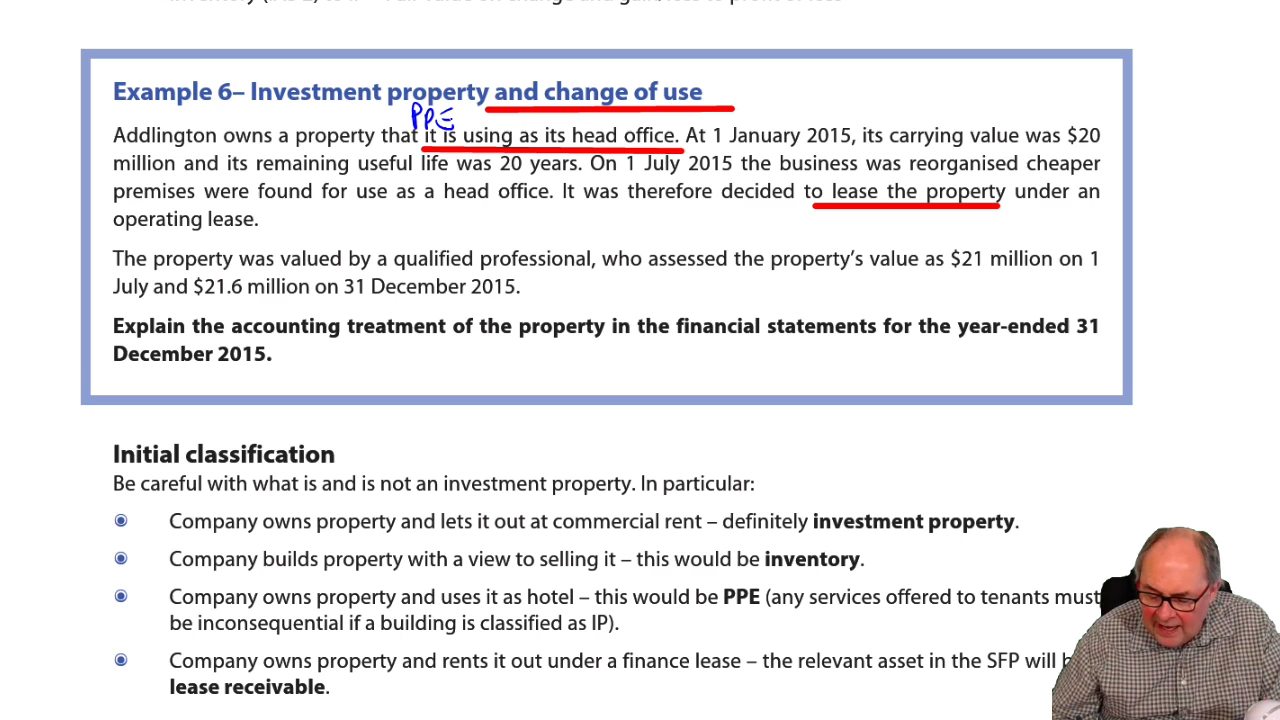 Example 6– Investment property and change of use
PPE
Addlington owns a property that it is using as its head office. At 1 January 2015, its carrying value was $20
million and its remaining useful life was 20 years. On 1 July 2015 the business was reorganised cheaper
premises were found for use as a head office. It was therefore decided to lease the property under an
operating lease.
The property was valued by a qualified professional, who assessed the property’s value as $21 million on 1
July and $21.6 million on 31 December 2015.
Explain the accounting treatment of the property in the financial statements for the year-ended 31
December 2015.
Initial classification
Be careful with what is and is not an investment property. In particular:
Company owns property and lets it out at commercial rent – definitely investment property.
Company builds property with a view to selling it – this would be inventory.
Company owns property and uses it as hotel – this would be PPE (any services offered to tenants must
be inconsequential if a building is classified as IP).
Company owns property and rents it out under a finance lease – the relevant asset in the SFP will
lease receivable.